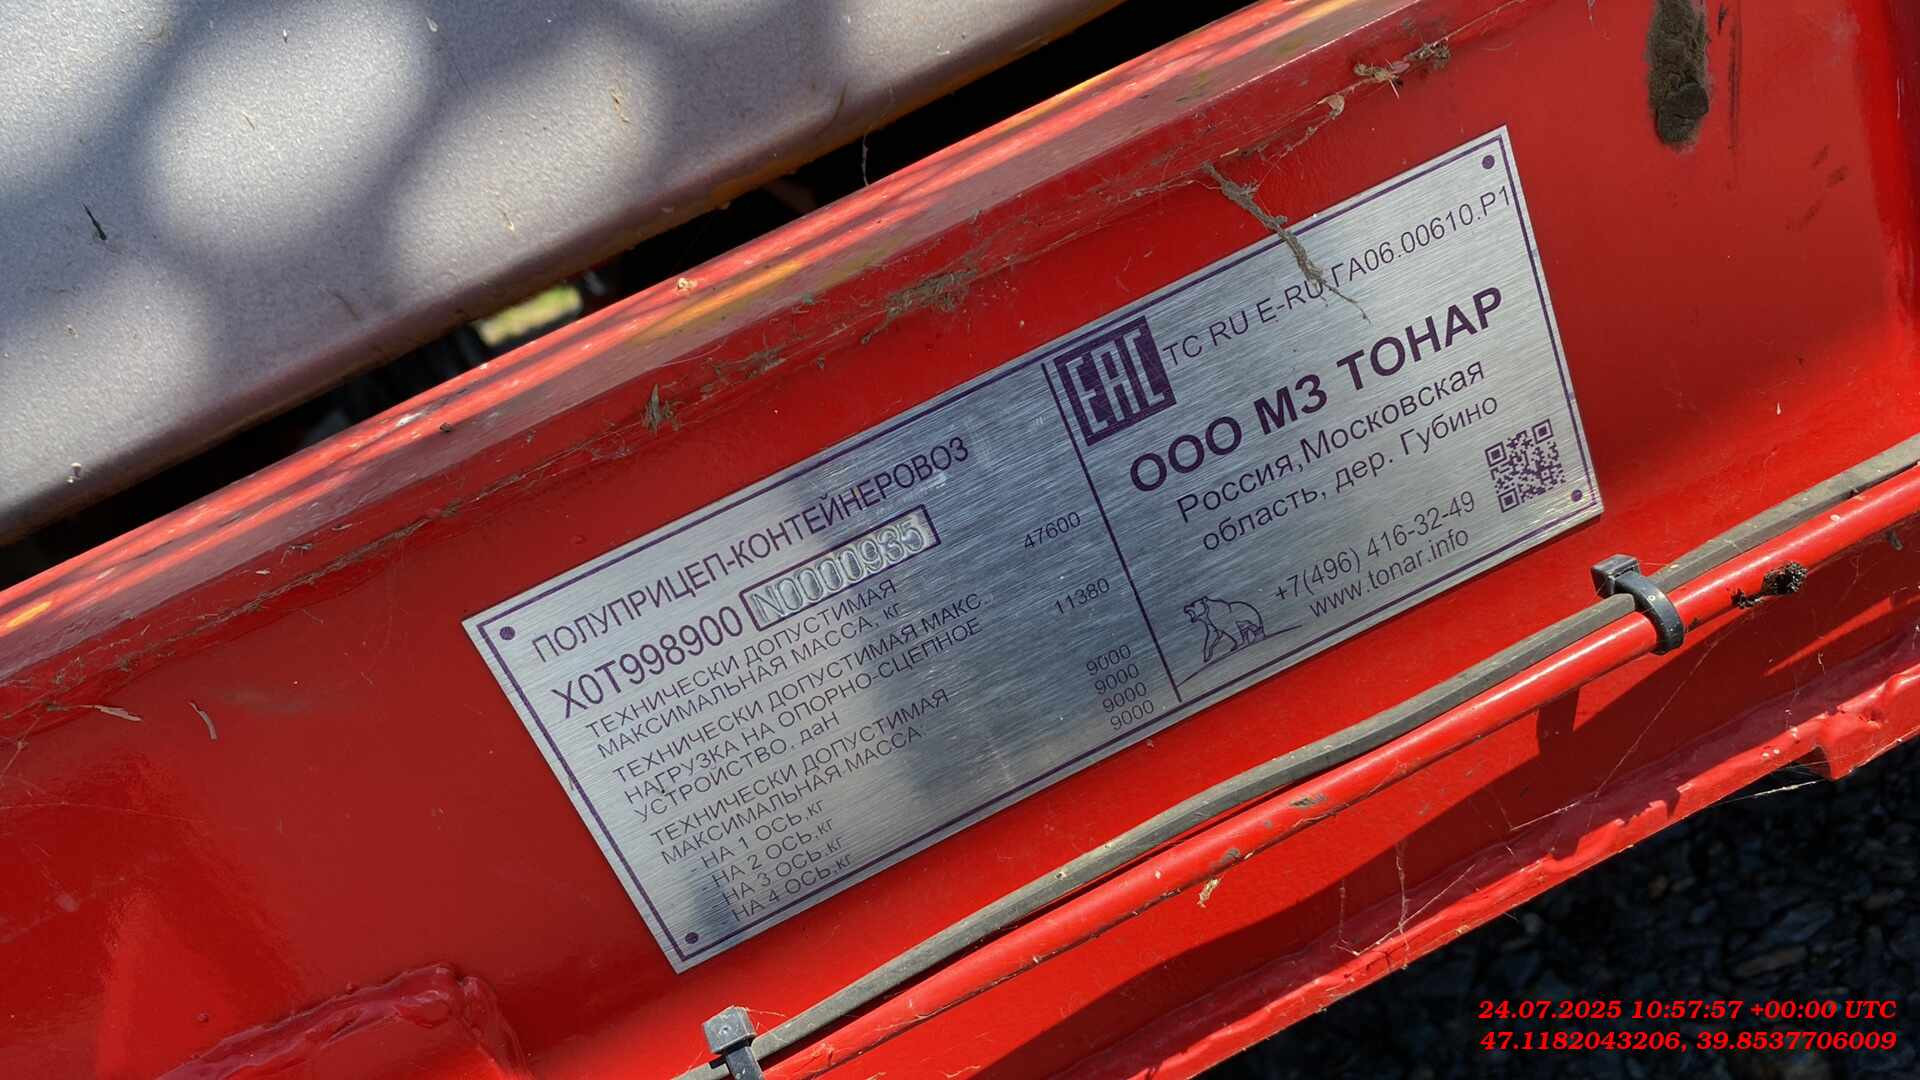 ПОЛУПРИЦЕП-КОНТЕЙНЕРОВОЗ
X0T998900 N0000935
ТЕХНИЧЕСКИ ДОПУСТИМАЯ
МАКСИМАЛЬНАЯ МАССА, кг 47600
ТЕХНИЧЕСКИ ДОПУСТИМАЯ МАКС.
НАГРУЗКА НА ОПОРНО-СЦЕПНОЕ
УСТРОЙСТВО, даН 11380
ТЕХНИЧЕСКИ ДОПУСТИМАЯ
МАКСИМАЛЬНАЯ МАССА:
- НА 1 ОСЬ,кг 9000
- НА 2 ОСЬ,кг 9000
- НА 3 ОСЬ,кг 9000
- НА 4 ОСЬ,кг 9000
EAC ТС RU E-RU.ГА06.00610.P1
ООО МЗ ТОНАР
Россия,Московская
область, дер. Губино
+7(496) 416-32-49
www.tonar.info
24.07.2025 10:57:57 +00:00 UTC
47.1182043206, 39.8537706009